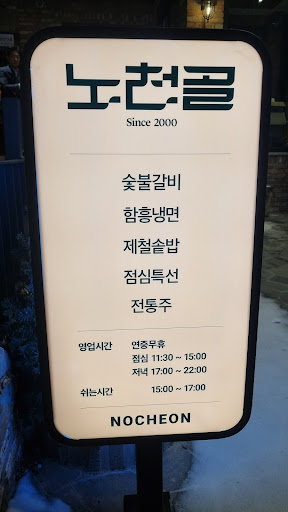 노천골
Since 2000
숯불갈비
함흥냉면
제철솥밥
점심특선
전통주
영업시간 연중무휴
점심 11:30 ~ 15:00
저녁 17:00 ~ 22:00
쉬는시간 15:00 ~ 17:00
NOCHEON